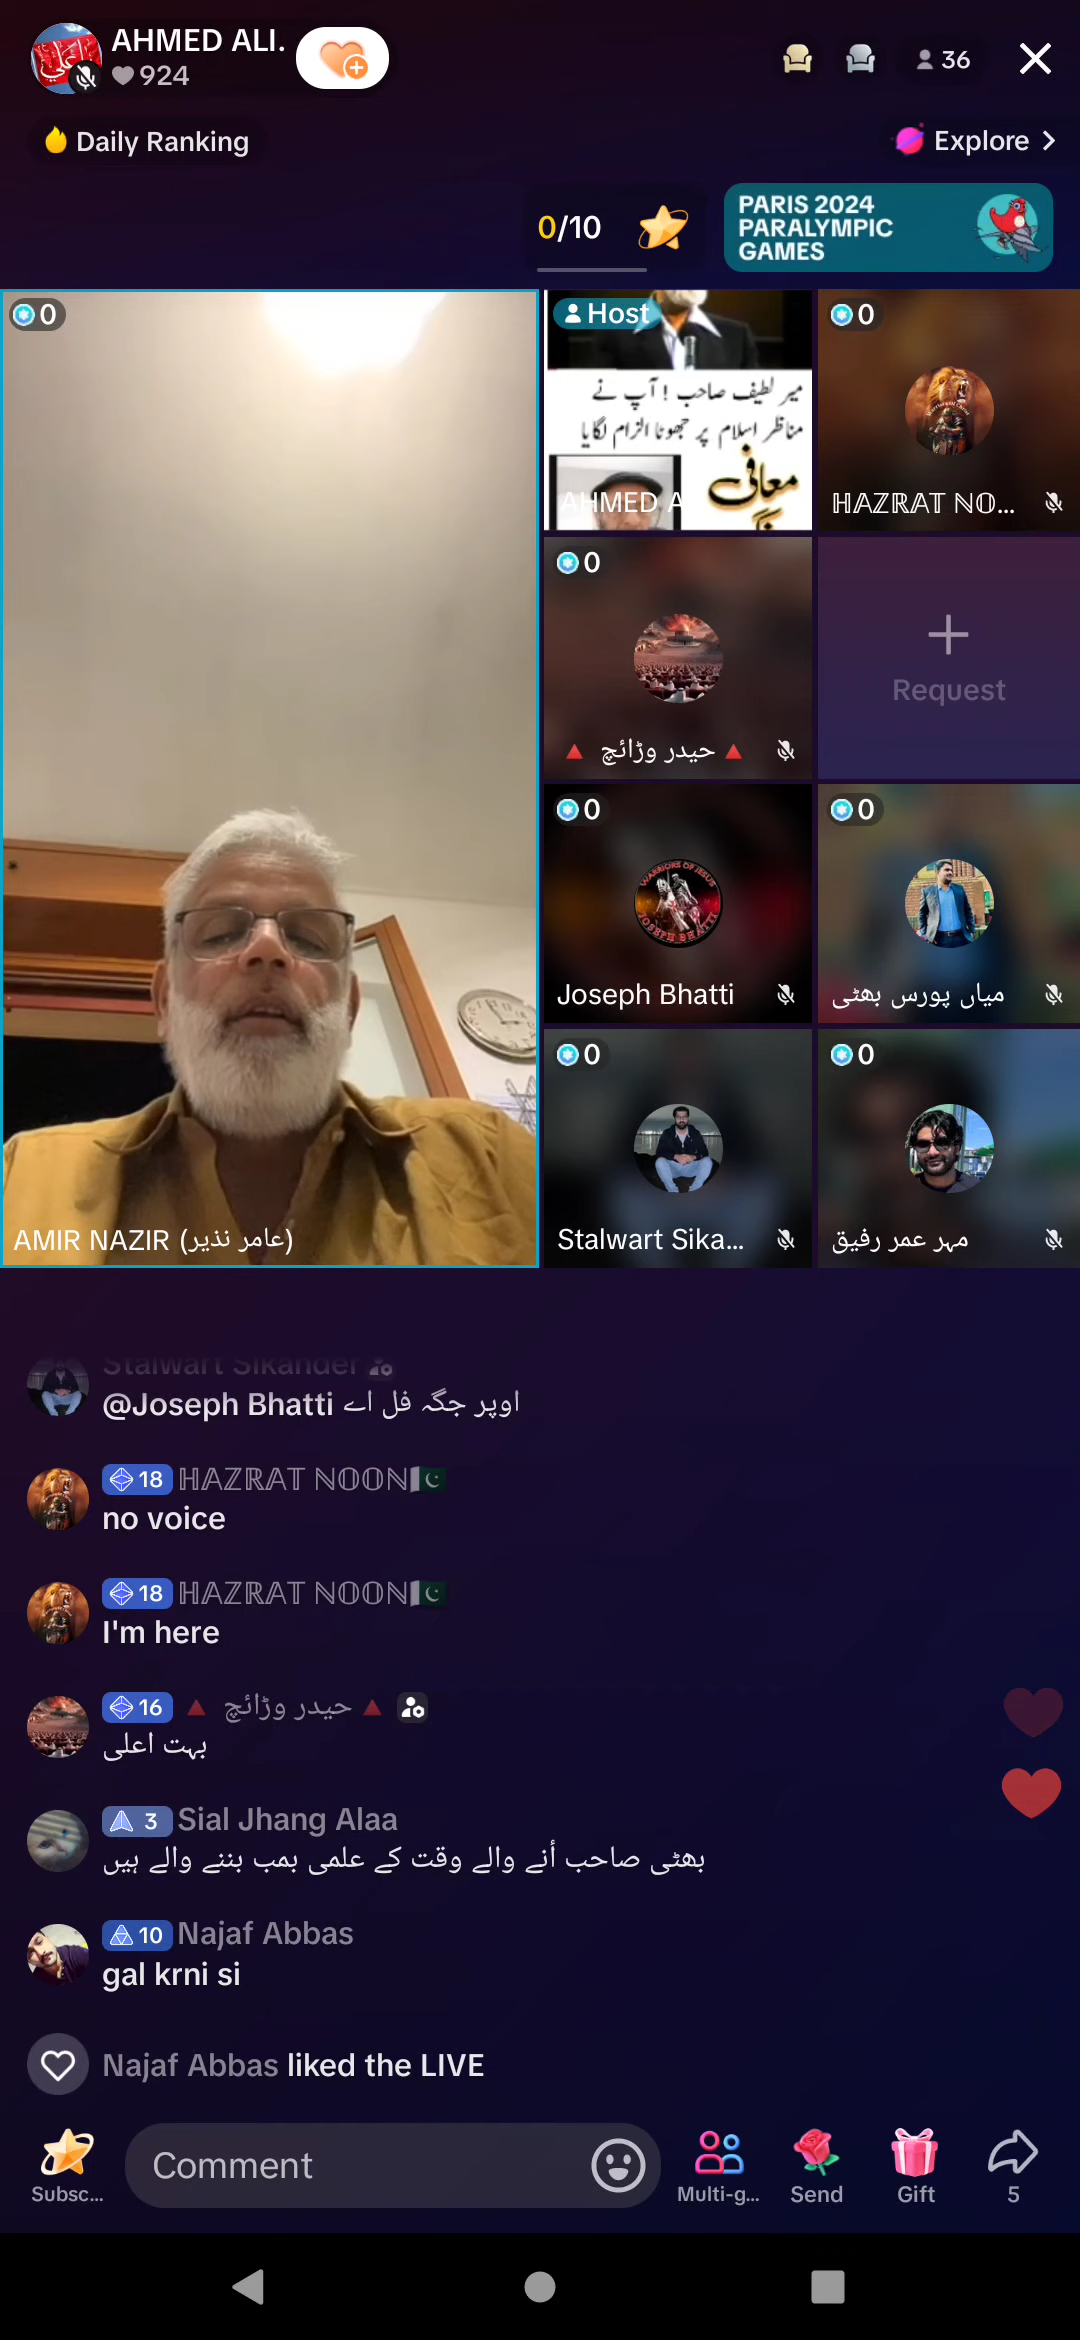 AHMED ALI.
924
36
Daily Ranking
Explore
0/10
PARIS 2024
PARALYMPIC
GAMES
0
AMIR NAZIR (عامر نذیر)
Host
میر لطیف صاحب ! آپ نے
مناظر اسلام پر جھوٹا الزام لگایا
معافی
AHMED A
0
ℍ𝔸ℤℝ𝔸𝕋 ℕ𝕆...
0
🔺 حیدر وڑائچ 🔺
Request
0
WARRIORS OF JESUS
JOSEPH BHATTI
Joseph Bhatti
0
میاں پورس بھٹی
0
Stalwart Sika...
0
مہر عمر رفیق
Stalwart Sikander
@Joseph Bhatti اوپر جگہ فل اے
18 ℍ𝔸ℤℝ𝔸𝕋 ℕ𝕆𝕆ℕ🇵🇰
no voice
18 ℍ𝔸ℤℝ𝔸𝕋 ℕ𝕆𝕆ℕ🇵🇰
I'm here
16 🔺 حیدر وڑائچ 🔺
بہت اعلی
3 Sial Jhang Alaa
بھٹی صاحب أنے والے وقت کے علمی بمب بننے والے ہیں
10 Najaf Abbas
gal krni si
Najaf Abbas liked the LIVE
Subsc...
Comment
Multi-g...
Send
Gift
5